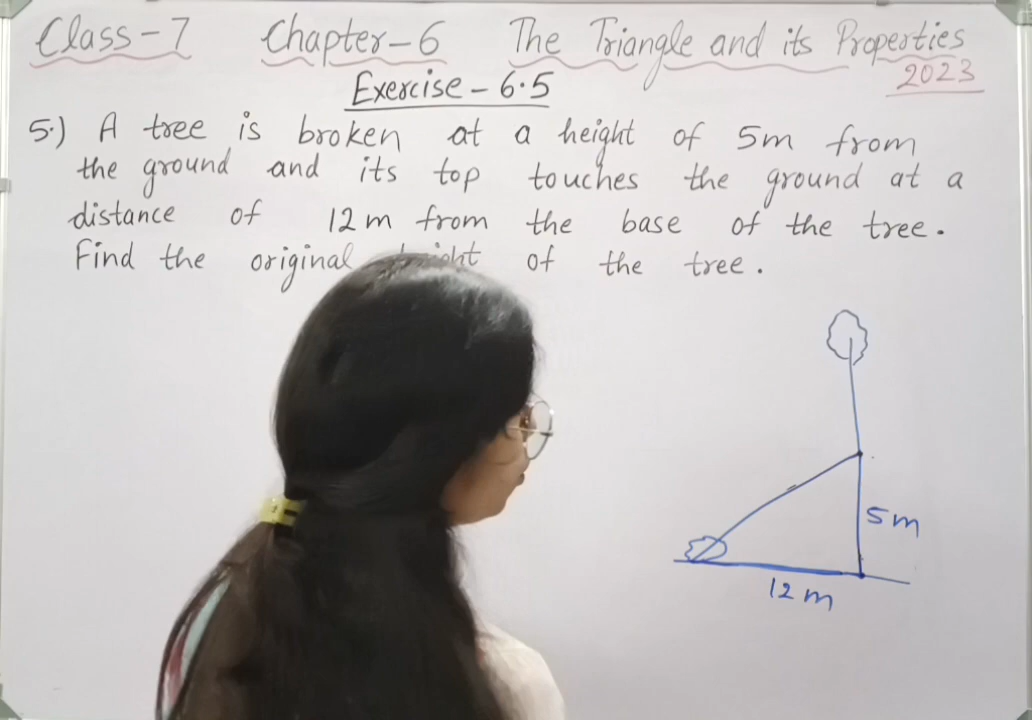 Class-7 Chapter-6 The Triangle and its Properties
2023
Exercise - 6.5
5.) A tree is broken at a height of 5m from
the ground and its top touches the ground at a
distance of 12m from the base of the tree.
Find the original height of the tree.
5m
12 m